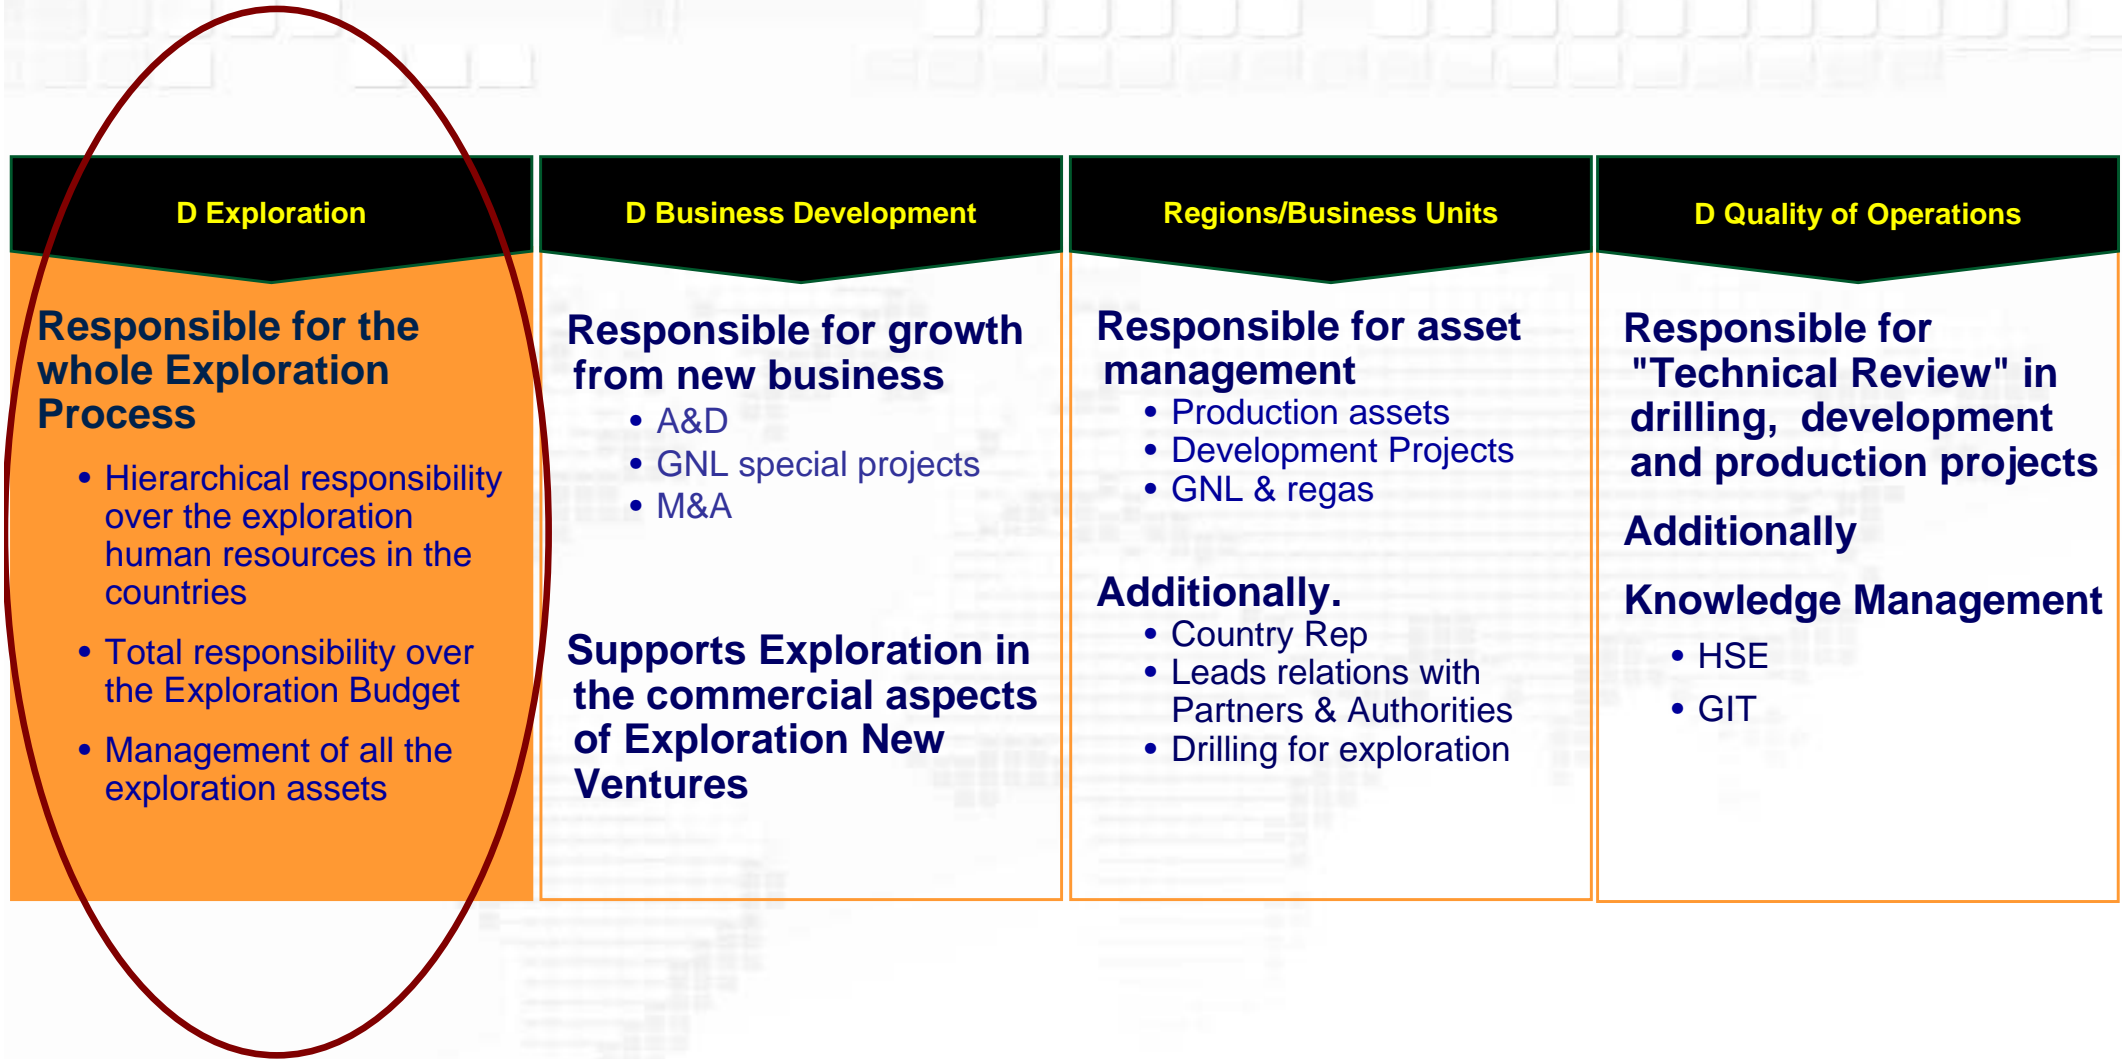 D Exploration
Responsible for the
whole Exploration
Process
• Hierarchical responsibility
over the exploration
human resources in the
countries
• Total responsibility over
the Exploration Budget
• Management of all the
exploration assets
D Business Development
Responsible for growth
from new business
• A&D
• GNL special projects
• M&A
Supports Exploration in
the commercial aspects
of Exploration New
Ventures
Regions/Business Units
Responsible for asset
management
• Production assets
• Development Projects
• GNL & regas
Additionally.
• Country Rep
• Leads relations with
Partners & Authorities
• Drilling for exploration
D Quality of Operations
Responsible for
"Technical Review" in
drilling, development
and production projects
Additionally
Knowledge Management
• HSE
• GIT